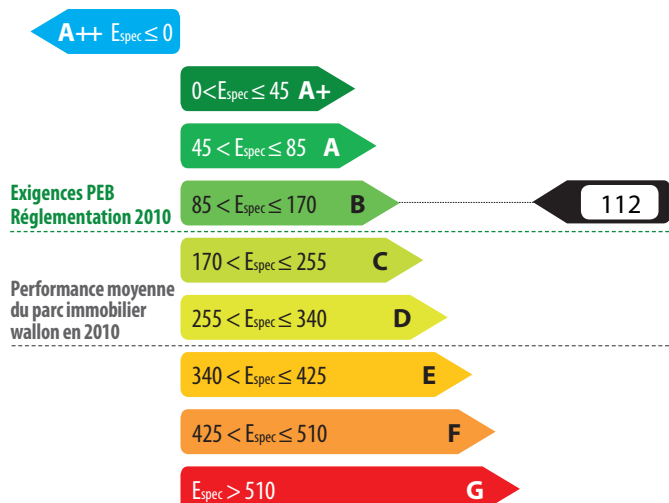 A++ Espec ≤ 0
0<Espec ≤ 45 A+
45 < Espec ≤ 85 A
Exigences PEB
Réglementation 2010
85 < Espec ≤ 170 B
112
170 < Espec ≤ 255 C
Performance moyenne
du parc immobilier
wallon en 2010
255 < Espec ≤ 340 D
340 < Espec ≤ 425 E
425 < Espec ≤ 510 F
Espec > 510 G